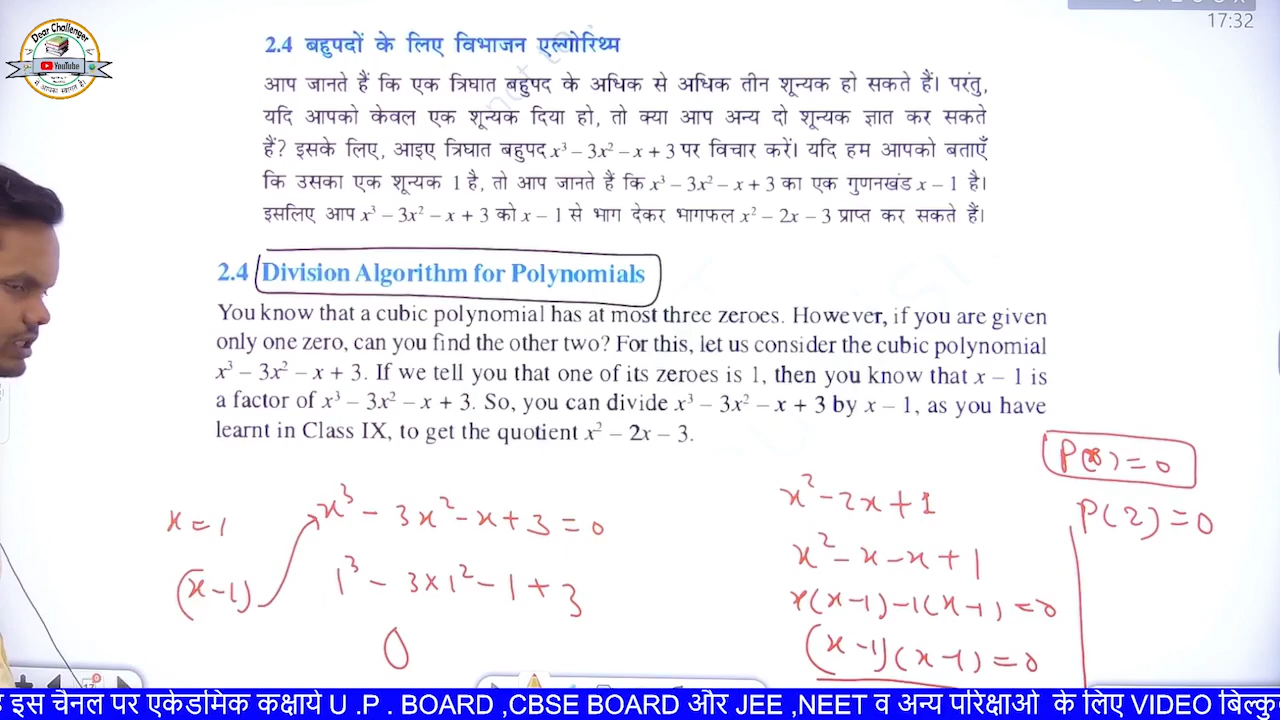 17:32
Dear Challenger
YouTube
में आपका स्वागत है
2.4 बहुपदों के लिए विभाजन एल्गोरिथ्म
आप जानते हैं कि एक त्रिघात बहुपद के अधिक से अधिक तीन शून्यक हो सकते हैं। परंतु,
यदि आपको केवल एक शून्यक दिया हो, तो क्या आप अन्य दो शून्यक ज्ञात कर सकते
हैं? इसके लिए, आइए त्रिघात बहुपद x³ – 3x² – x + 3 पर विचार करें। यदि हम आपको बताएँ
कि उसका एक शून्यक 1 है, तो आप जानते हैं कि x³ – 3x² – x + 3 का एक गुणनखंड x – 1 है।
इसलिए आप x³ – 3x² – x + 3 को x – 1 से भाग देकर भागफल x² – 2x – 3 प्राप्त कर सकते हैं।
2.4 Division Algorithm for Polynomials
You know that a cubic polynomial has at most three zeroes. However, if you are given
only one zero, can you find the other two? For this, let us consider the cubic polynomial
x³ – 3x² – x + 3. If we tell you that one of its zeroes is 1, then you know that x – 1 is
a factor of x³ – 3x² – x + 3. So, you can divide x³ – 3x² – x + 3 by x – 1, as you have
learnt in Class IX, to get the quotient x² – 2x – 3.
x = 1
(x-1)
x³ - 3x² - x + 3 = 0
1³ - 3×1² - 1 + 3
0
x² - 2x + 1
x² - x - x + 1
x(x-1) - 1(x-1) = 0
(x-1)(x-1) = 0
P(x) = 0
P(2) = 0
इस चैनल पर एकेडमिक कक्षाये U .P . BOARD ,CBSE BOARD और JEE ,NEET व अन्य परिक्षाओ के लिए VIDEO बिल्कु